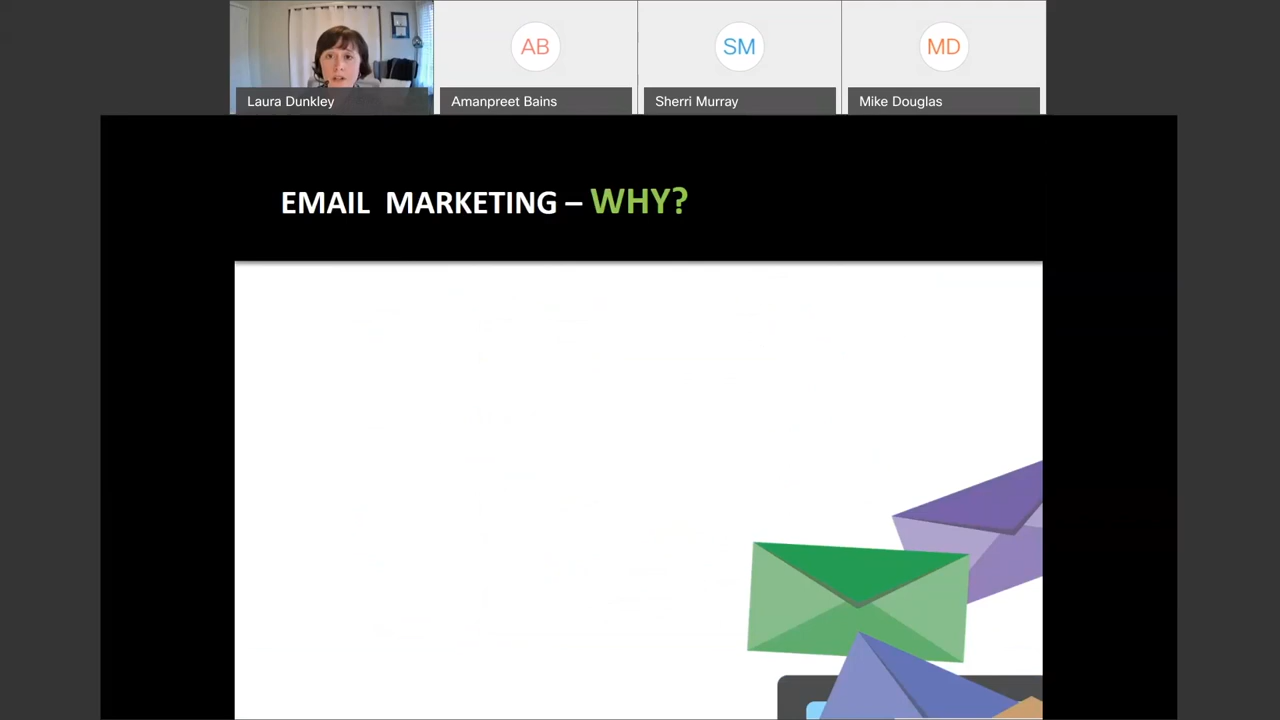 AB
SM
MD
Laura Dunkley
Amanpreet Bains
Sherri Murray
Mike Douglas
EMAIL MARKETING – WHY?